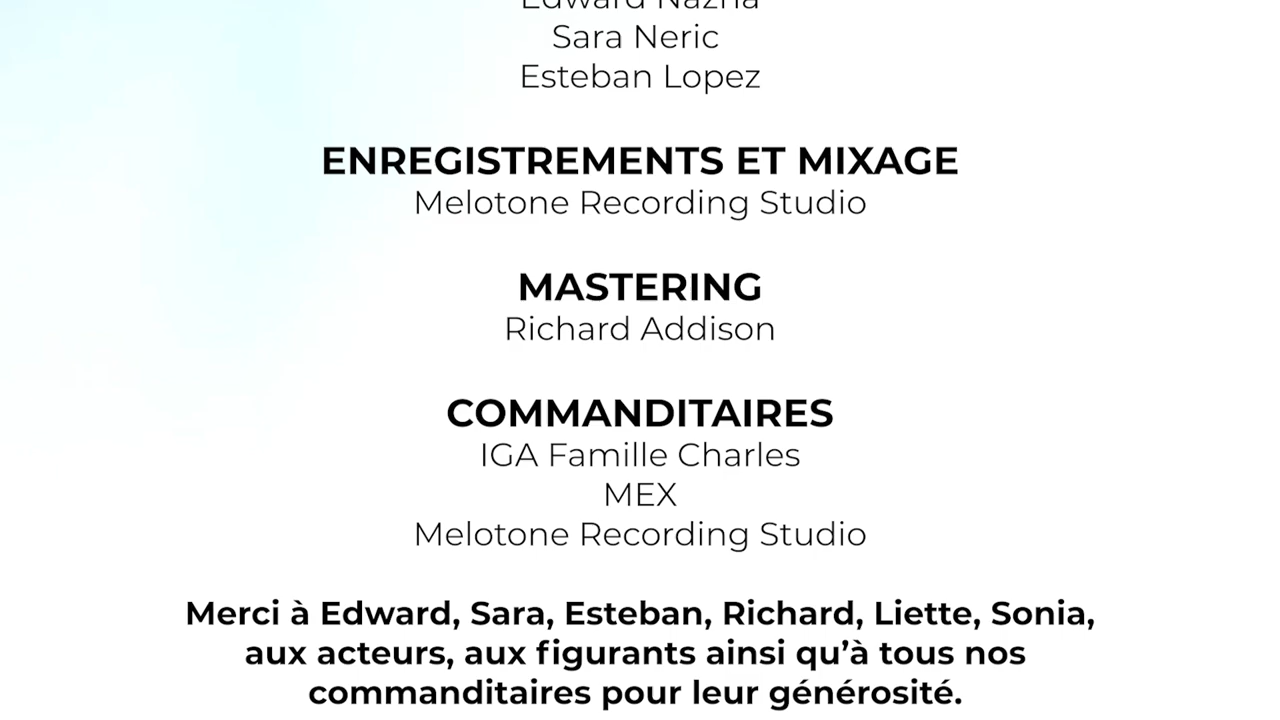 Edward Nazha
Sara Neric
Esteban Lopez
ENREGISTREMENTS ET MIXAGE
Melotone Recording Studio
MASTERING
Richard Addison
COMMANDITAIRES
IGA Famille Charles
MEX
Melotone Recording Studio
Merci à Edward, Sara, Esteban, Richard, Liette, Sonia,
aux acteurs, aux figurants ainsi qu’à tous nos
commanditaires pour leur générosité.